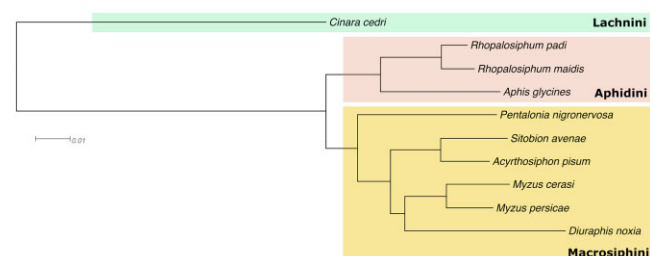 Cinara cedri
Lachnini
Rhopalosiphum padi
Rhopalosiphum maidis
Aphis glycines
Aphidini
Pentalonia nigronervosa
Sitobion avenae
0.01
Acyrthosiphon pisum
Myzus cerasi
Myzus persicae
Diuraphis noxia
Macrosiphini